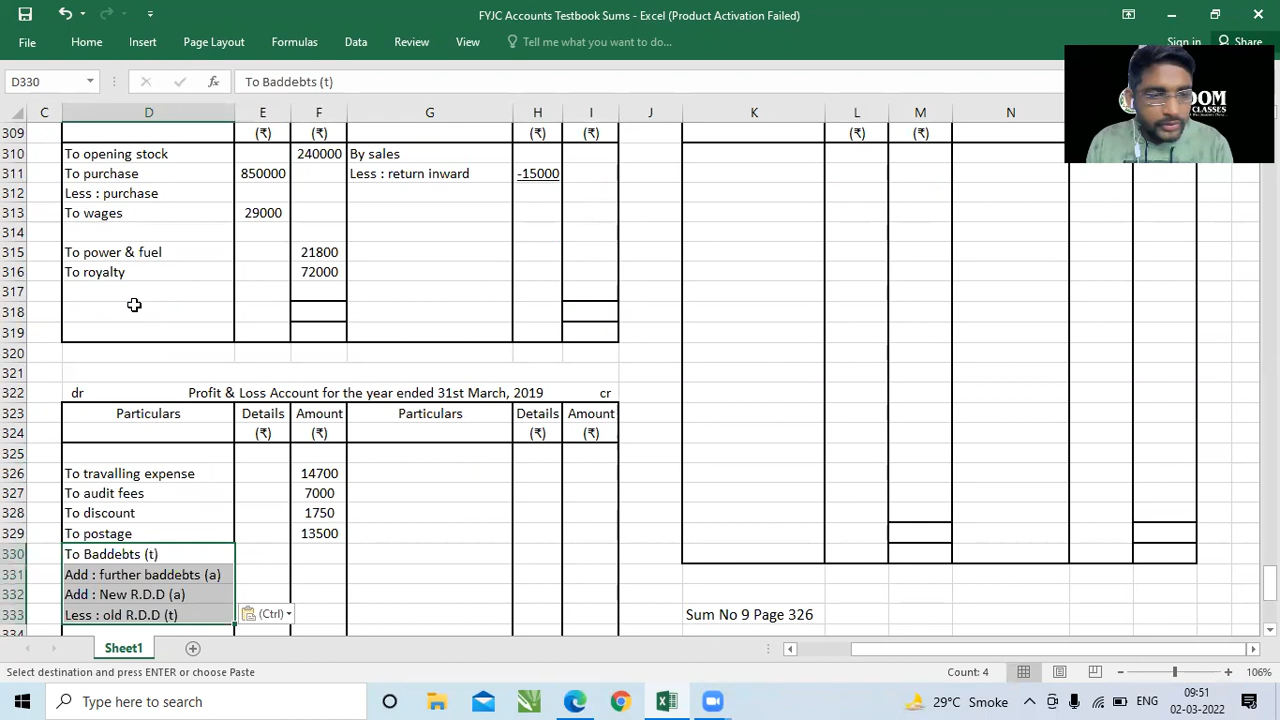 FYJC Accounts Testbook Sums - Excel (Product Activation Failed)
File Home Insert Page Layout Formulas Data Review View Tell me what you want to do... Sign in Share
D330 fx To Baddebts (t)
C D E F G H I J K L M N
309 (₹) (₹) (₹) (₹) (₹) (₹)
310 To opening stock 240000 By sales
311 To purchase 850000 Less : return inward -15000
312 Less : purchase
313 To wages 29000
314
315 To power & fuel 21800
316 To royalty 72000
317
318
319
320
321
322 dr Profit & Loss Account for the year ended 31st March, 2019 cr
323 Particulars Details Amount Particulars Details Amount
324 (₹) (₹) (₹) (₹)
325
326 To travalling expense 14700
327 To audit fees 7000
328 To discount 1750
329 To postage 13500
330 To Baddebts (t)
331 Add : further baddebts (a)
332 Add : New R.D.D (a)
333 Less : old R.D.D (t) (Ctrl) Sum No 9 Page 326
334
Sheet1
Select destination and press ENTER or choose Paste Count: 4 106%
Type here to search 29°C Smoke ENG 09:51
02-03-2022